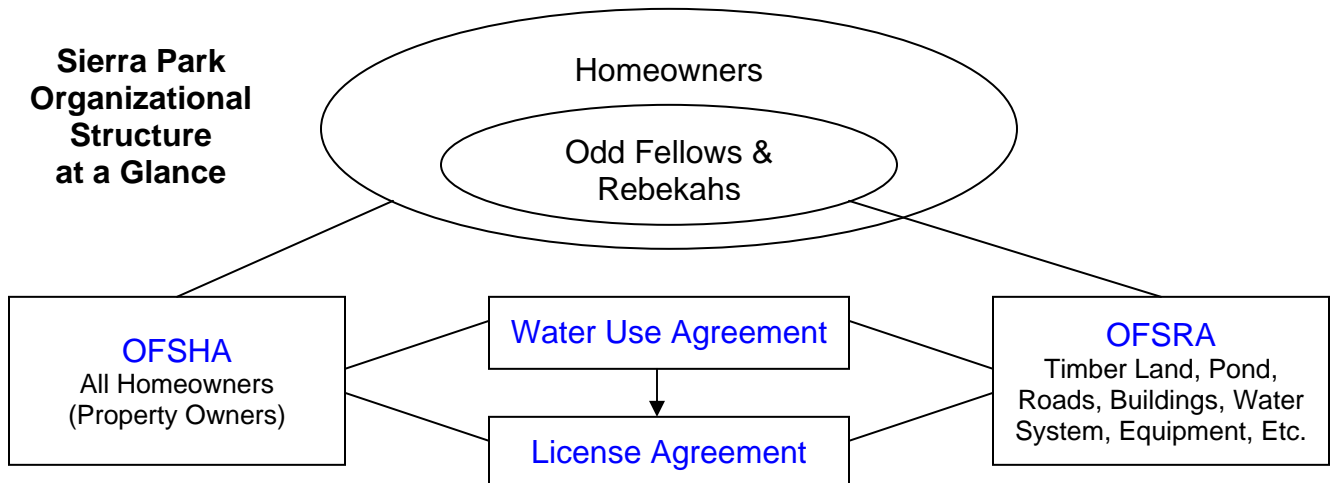 Sierra Park
Organizational
Structure
at a Glance
Homeowners
Odd Fellows &
Rebekahs
OFSHA
All Homeowners
(Property Owners)
Water Use Agreement
License Agreement
OFSRA
Timber Land, Pond,
Roads, Buildings, Water
System, Equipment, Etc.